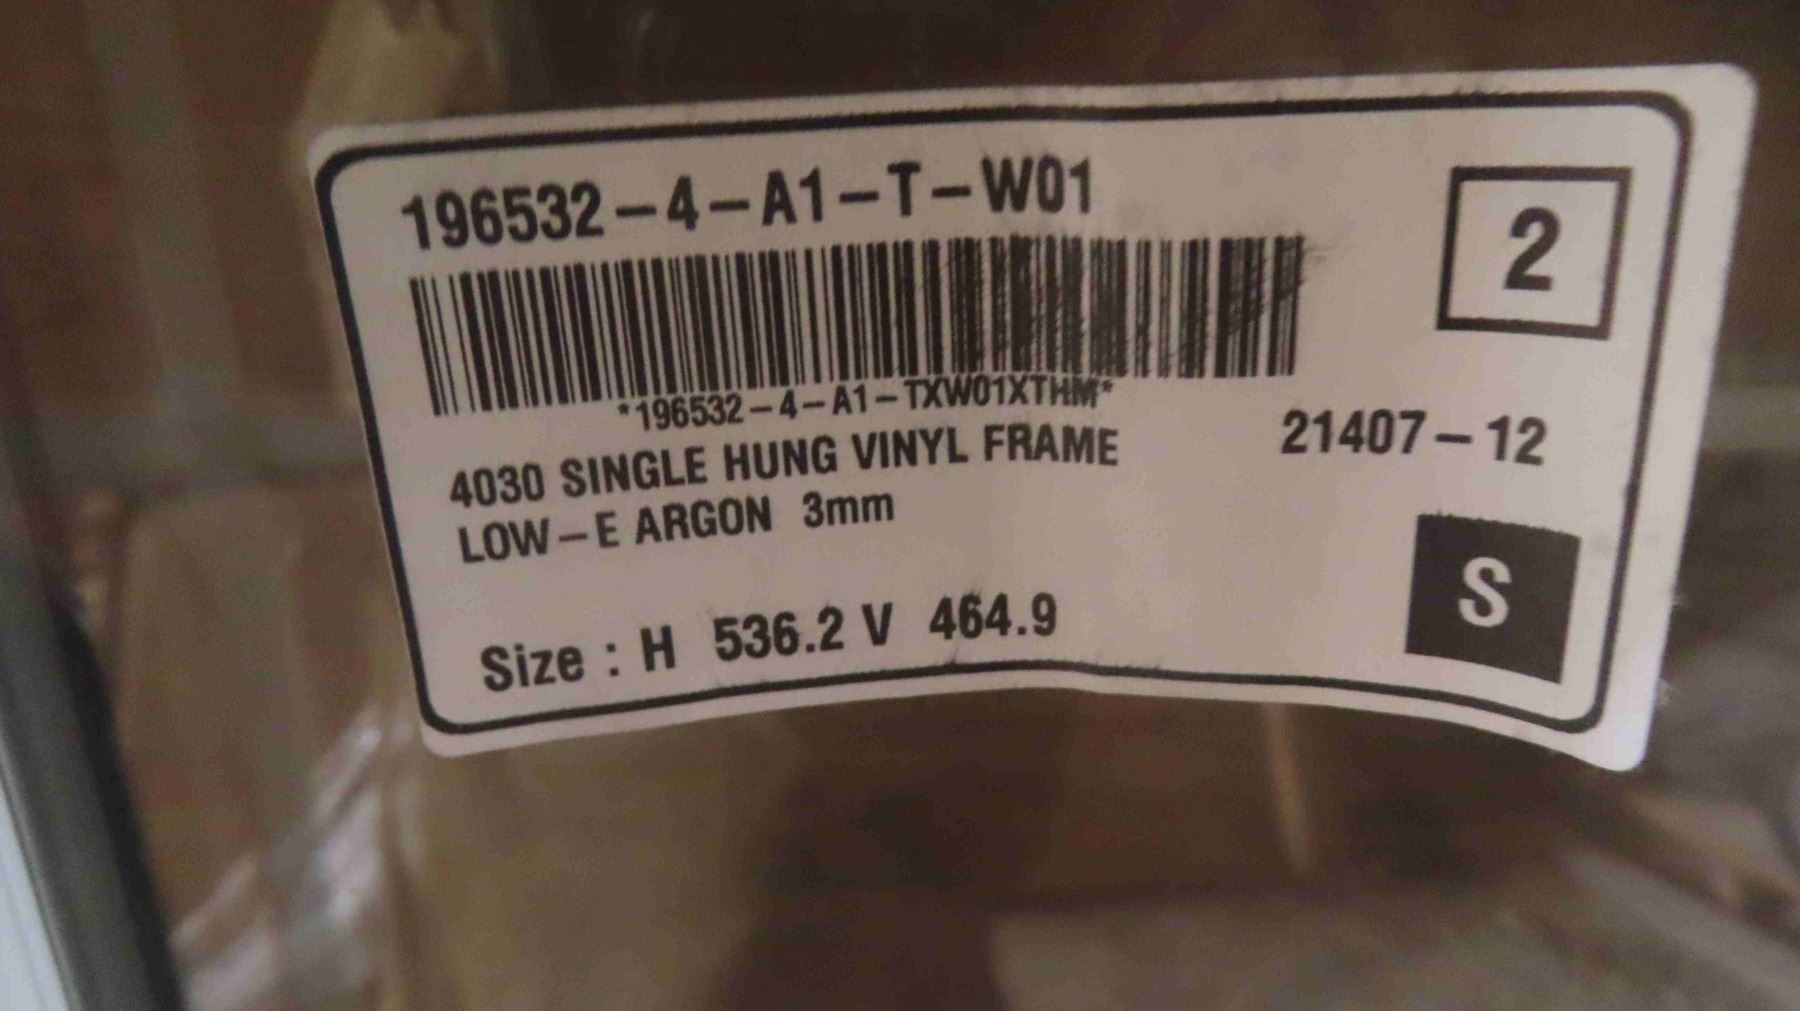 196532-4-A1-T-W01
2
*196532-4-A1-TXW01XTHM*
21407-12
4030 SINGLE HUNG VINYL FRAME
LOW-E ARGON 3mm
S
Size : H 536.2 V 464.9